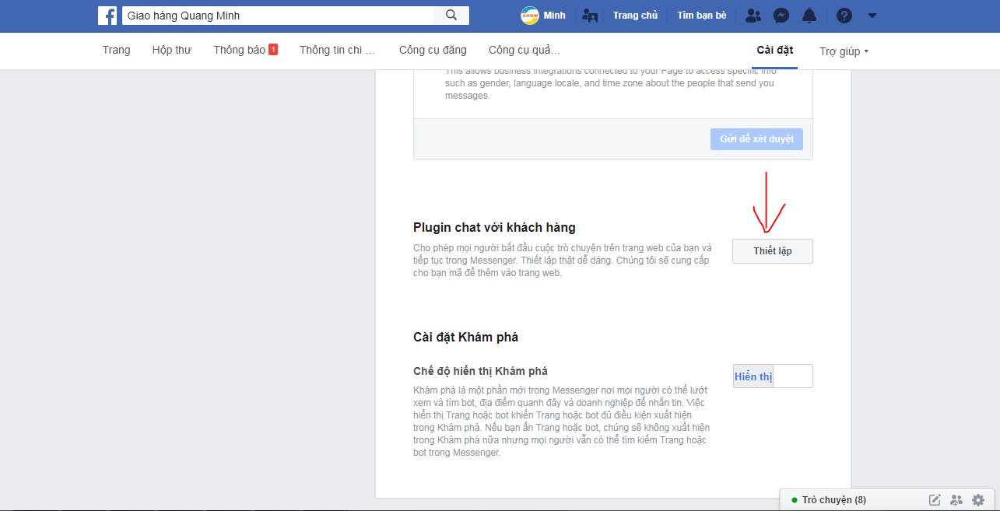 Giao hàng Quang Minh
Minh
Trang chủ
Tìm bạn bè
Trang
Hộp thư
Thông báo 1
Thông tin chi ...
Công cụ đăng
Công cụ quả...
Cài đặt
Trợ giúp
This allows business integrations connected to your Page to access specific info
such as gender, language locale, and time zone about the people that send you
messages.
Gửi để xét duyệt
Plugin chat với khách hàng
Cho phép mọi người bắt đầu cuộc trò chuyện trên trang web của bạn và
tiếp tục trong Messenger. Thiết lập thật dễ dàng. Chúng tôi sẽ cung cấp
cho bạn mã để thêm vào trang web.
Thiết lập
Cài đặt Khám phá
Chế độ hiển thị Khám phá
Hiển thị
Khám phá là một phần mới trong Messenger nơi mọi người có thể lướt
xem và tìm bot, địa điểm quanh đây và doanh nghiệp để nhắn tin. Việc
hiển thị Trang hoặc bot khiến Trang hoặc bot đủ điều kiện xuất hiện
trong Khám phá. Nếu bạn ẩn Trang hoặc bot, chúng sẽ không xuất hiện
trong Khám phá nữa nhưng mọi người vẫn có thể tìm kiếm Trang hoặc
bot trong Messenger.
Trò chuyện (8)